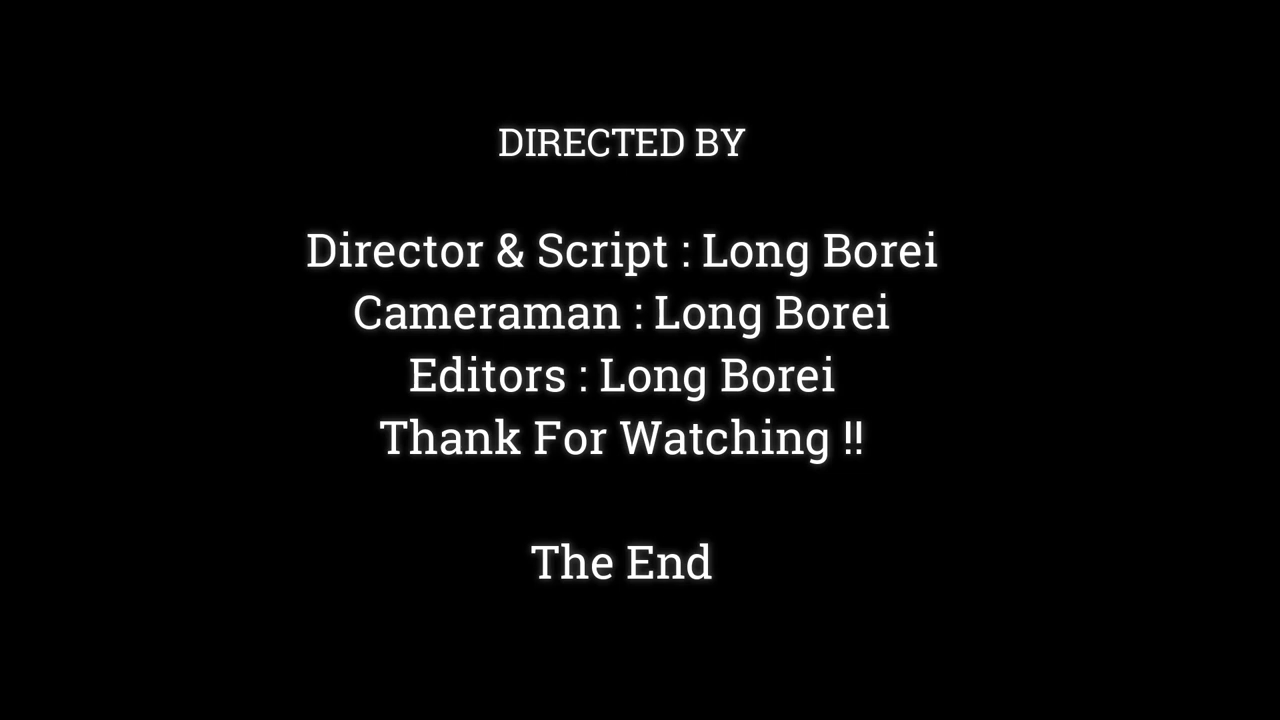 DIRECTED BY
Director & Script : Long Borei
Cameraman : Long Borei
Editors : Long Borei
Thank For Watching !!
The End